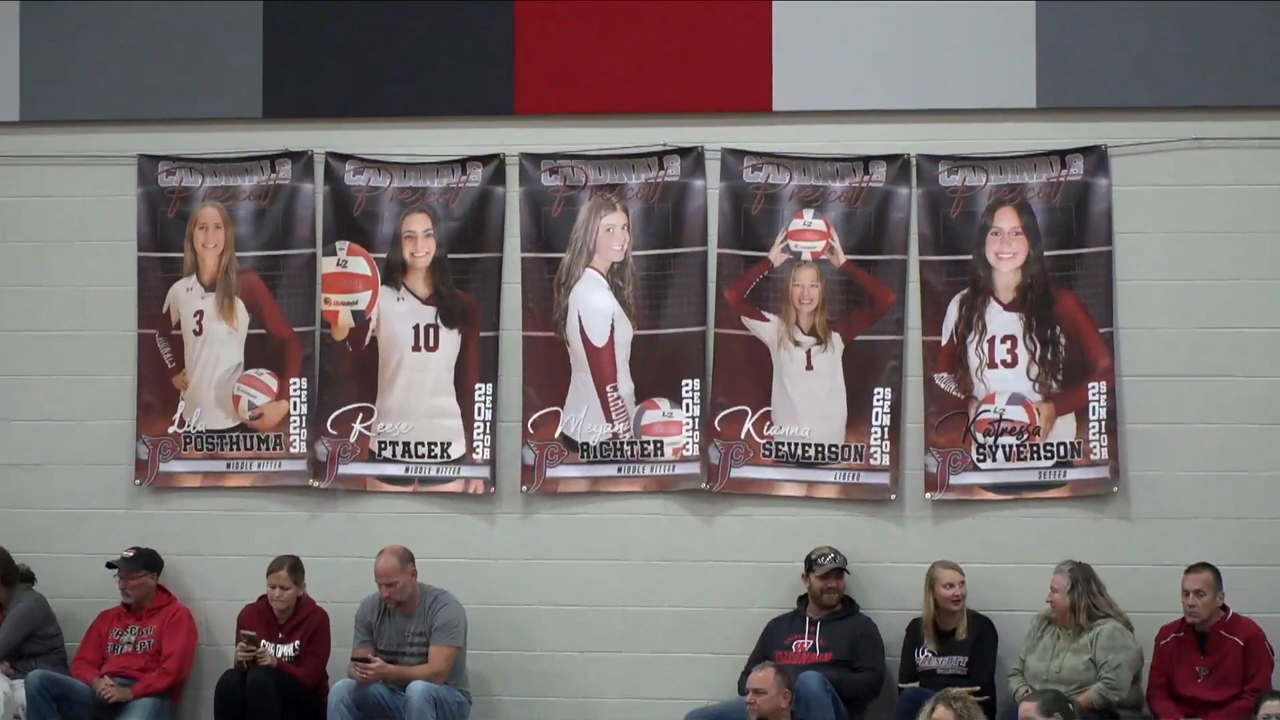 CARDINALS
Prescott
3
Lila
POSTHUMA
MIDDLE HITTER
SENIOR
2023
CARDINALS
Prescott
10
Reese
PTACEK
MIDDLE HITTER
SENIOR
2023
CARDINALS
Prescott
Megan
RICHTER
MIDDLE HITTER
SENIOR
2023
CARDINALS
Prescott
1
Kianna
SEVERSON
LIBERO
SENIOR
2023
CARDINALS
Prescott
13
Katressa
SYVERSON
SETTER
SENIOR
2023
PRESCOTT
CARDINALS